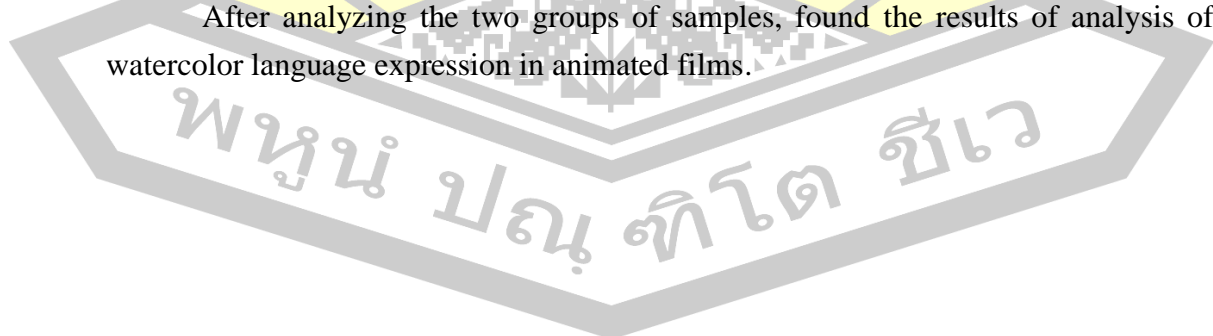 After analyzing the two groups of samples, found the results of analysis of
watercolor language expression in animated films.
พหูนํ ปณฺฑิโต ชีเว